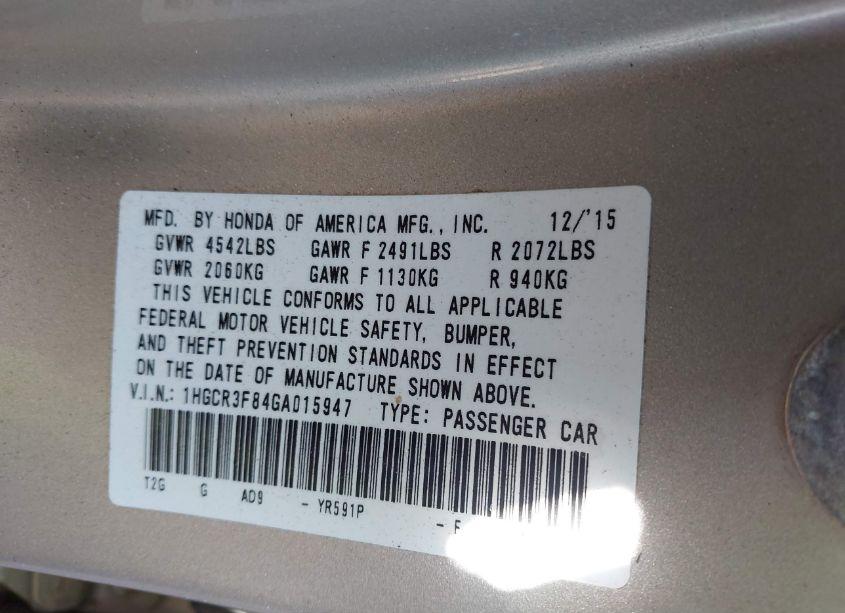 MFD. BY HONDA OF AMERICA MFG., INC. 12/'15
GVWR 4542LBS GAWR F 2491LBS R 2072LBS
GVWR 2060KG GAWR F 1130KG R 940KG
THIS VEHICLE CONFORMS TO ALL APPLICABLE
FEDERAL MOTOR VEHICLE SAFETY, BUMPER,
AND THEFT PREVENTION STANDARDS IN EFFECT
ON THE DATE OF MANUFACTURE SHOWN ABOVE.
V.I.N.: 1HGCR3F84GA015947 TYPE: PASSENGER CAR
T2G G AD9 - YR591P - F